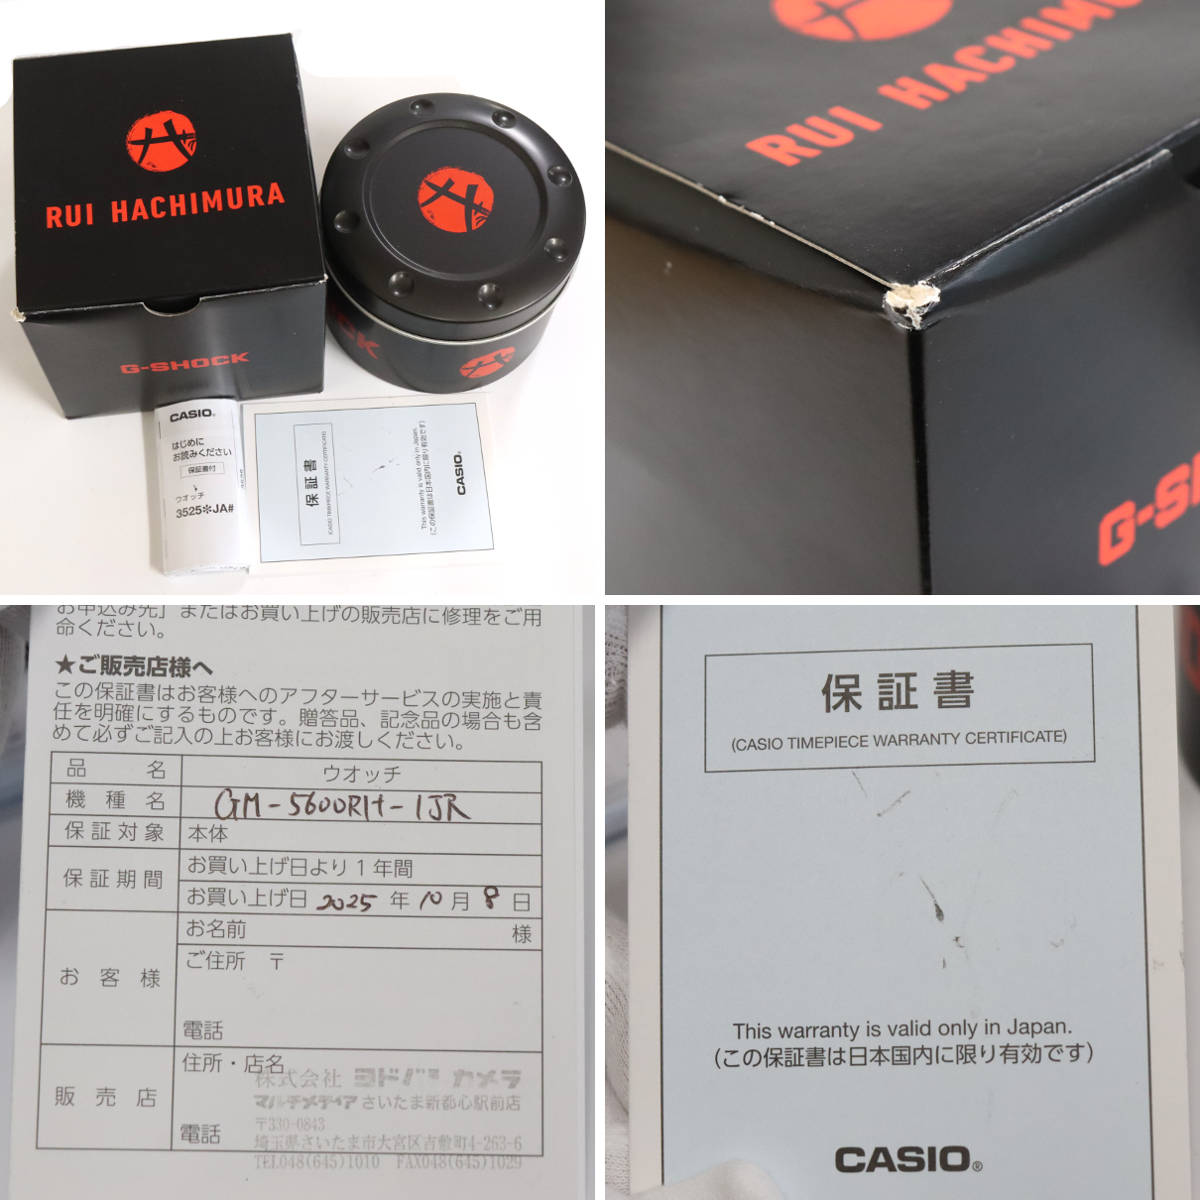 RUI HACHIMURA
G-SHOCK
CASIO®
はじめに
お読みください
保証書付
ウオッチ
3525✻JA#
保証書
(CASIO TIMEPIECE WARRANTY CERTIFICATE)
This warranty is valid only in Japan.
(この保証書は日本国内に限り有効です)
CASIO
RUI HACHIMU
G-S
お申込み先」またはお買い上げの販売店に修理をご用
命ください。
★ご販売店様へ
この保証書はお客様へのアフターサービスの実施と責
任を明確にするものです。贈答品、記念品の場合も含
めて必ずご記入の上お客様にお渡しください。
品名 ウオッチ
機種名 GM-5600RH-1JR
保証対象 本体
保証期間 お買い上げ日より1年間
お買い上げ日 2025 年 10 月 8 日
お客様 お名前 様
ご住所 〒
電話
販売店 住所・店名
株式会社 ヨドバシカメラ
マルチメディアさいたま新都心駅前店
〒330-0843
埼玉県さいたま市大宮区吉敷町4-263-6
電話
TEL048(645)1010 FAX048(645)1029
保証書
(CASIO TIMEPIECE WARRANTY CERTIFICATE)
This warranty is valid only in Japan.
(この保証書は日本国内に限り有効です)
CASIO®